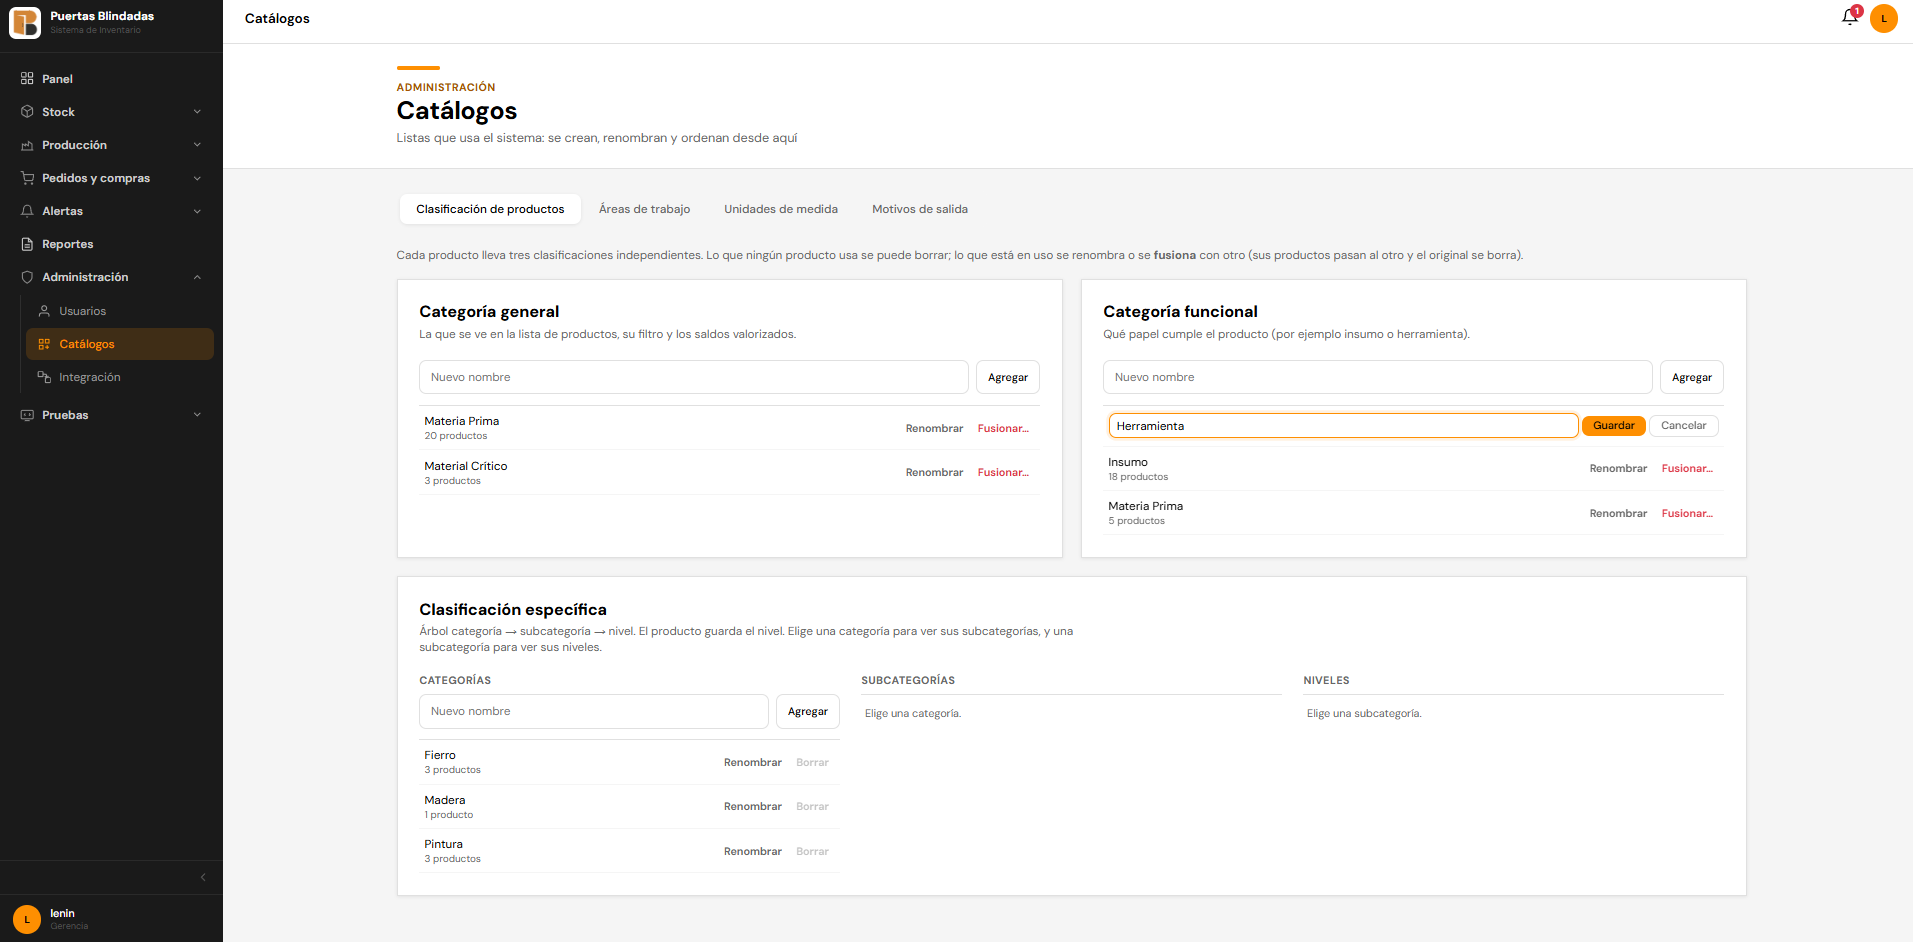 Puertas Blindadas
Sistema de Inventario
Catálogos
1
L
Panel
Stock
Producción
Pedidos y compras
Alertas
Reportes
Administración
Usuarios
Catálogos
Integración
Pruebas
lenin
Gerencia
L
ADMINISTRACIÓN
Catálogos
Listas que usa el sistema: se crean, renombran y ordenan desde aquí
Clasificación de productos
Áreas de trabajo
Unidades de medida
Motivos de salida
Cada producto lleva tres clasificaciones independientes. Lo que ningún producto usa se puede borrar; lo que está en uso se renombra o se fusiona con otro (sus productos pasan al otro y el original se borra).
Categoría general
La que se ve en la lista de productos, su filtro y los saldos valorizados.
Nuevo nombre
Agregar
Materia Prima
20 productos
Renombrar
Fusionar...
Material Crítico
3 productos
Renombrar
Fusionar...
Categoría funcional
Qué papel cumple el producto (por ejemplo insumo o herramienta).
Nuevo nombre
Agregar
Herramienta
Guardar
Cancelar
Insumo
18 productos
Renombrar
Fusionar...
Materia Prima
5 productos
Renombrar
Fusionar...
Clasificación específica
Árbol categoría → subcategoría → nivel. El producto guarda el nivel. Elige una categoría para ver sus subcategorías, y una
subcategoría para ver sus niveles.
CATEGORÍAS
Nuevo nombre
Agregar
Fierro
3 productos
Renombrar
Borrar
Madera
1 producto
Renombrar
Borrar
Pintura
3 productos
Renombrar
Borrar
SUBCATEGORÍAS
Elige una categoría.
NIVELES
Elige una subcategoría.